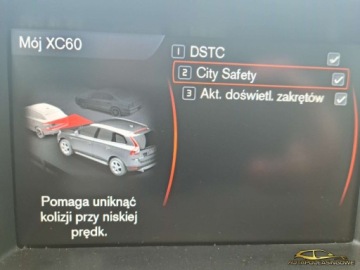 Mój XC60
1 DSTC
2 City Safety
3 Akt. doświetl. zakrętów
Pomaga uniknąć
kolizji przy niskiej
prędk.